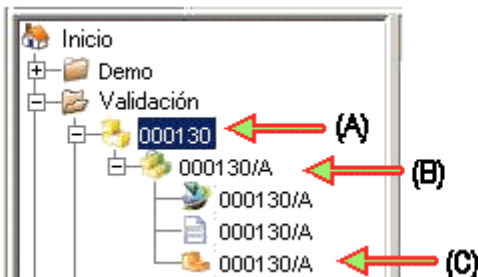 Inicio
Demo
Validación
000130 (A)
000130/A (B)
000130/A
000130/A
000130/A (C)